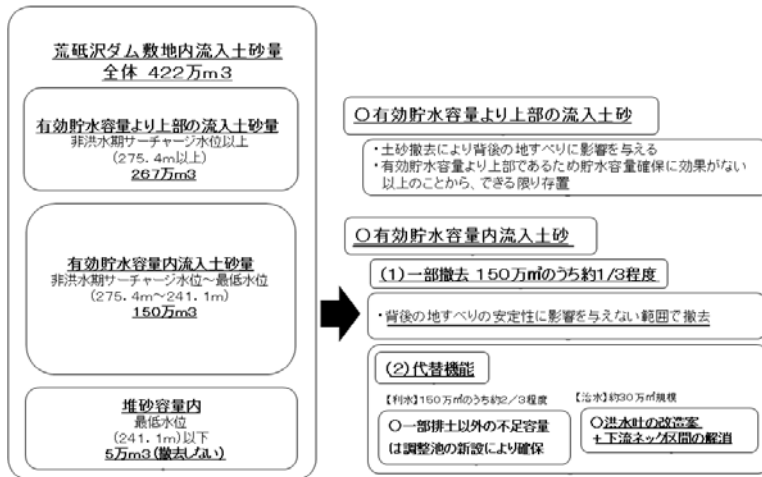 荒砥沢ダム敷地内流入土砂量
全体 422万m3
有効貯水容量より上部の流入土砂量
非洪水期サーチャージ水位以上
(275.4m以上)
267万m3
有効貯水容量内流入土砂量
非洪水期サーチャージ水位～最低水位
(275.4m～241.1m)
150万m3
堆砂容量内
最低水位
(241.1m)以下
5万m3(撤去しない)
○有効貯水容量より上部の流入土砂
・土砂撤去により背後の地すべりに影響を与える
・有効貯水容量より上部であるため貯水容量確保に効果がない
以上のことから、できる限り存置
○有効貯水容量内流入土砂
(1)一部撤去 150万㎥のうち約1/3程度
・背後の地すべりの安定性に影響を与えない範囲で撤去
(2)代替機能
【利水】150万㎥のうち約2/3程度
○一部排土以外の不足容量
は調整池の新設により確保
【治水】約30万㎥規模
○洪水吐の改造案
+下流ネック区間の解消